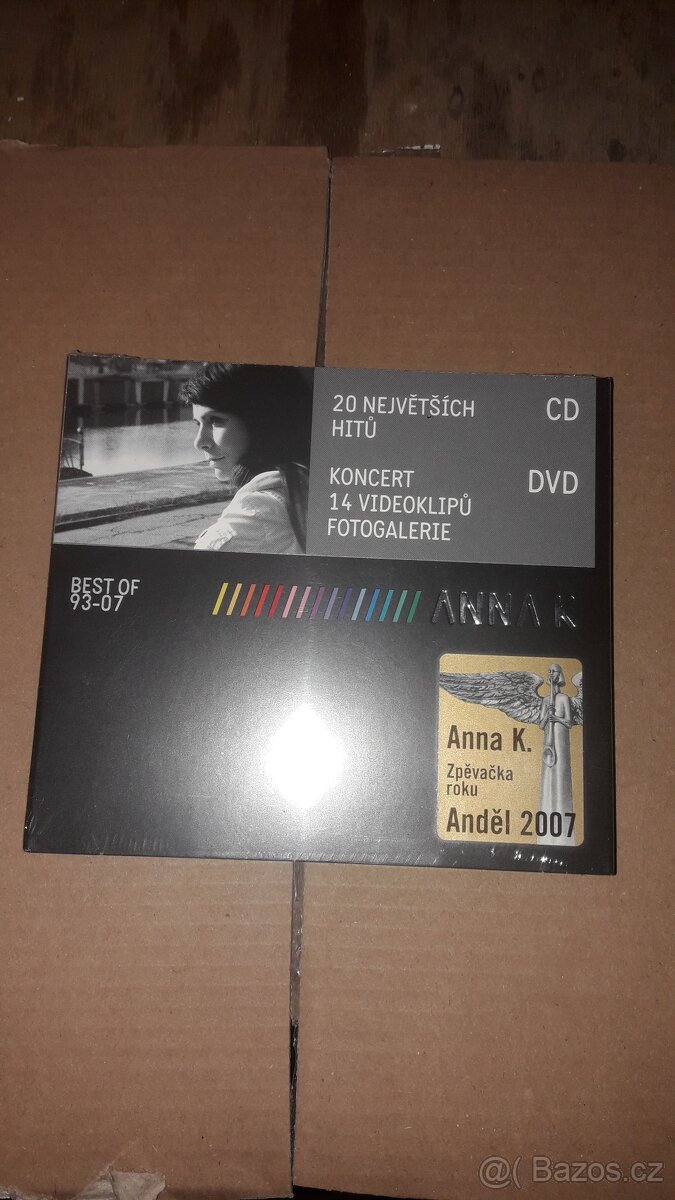 20 NEJVĚTŠÍCH
HITŮ
CD
KONCERT
14 VIDEOKLIPŮ
FOTOGALERIE
DVD
BEST OF
93-07
ANNA K
Anna K.
Zpěvačka
roku
Anděl 2007
@( Bazos.cz